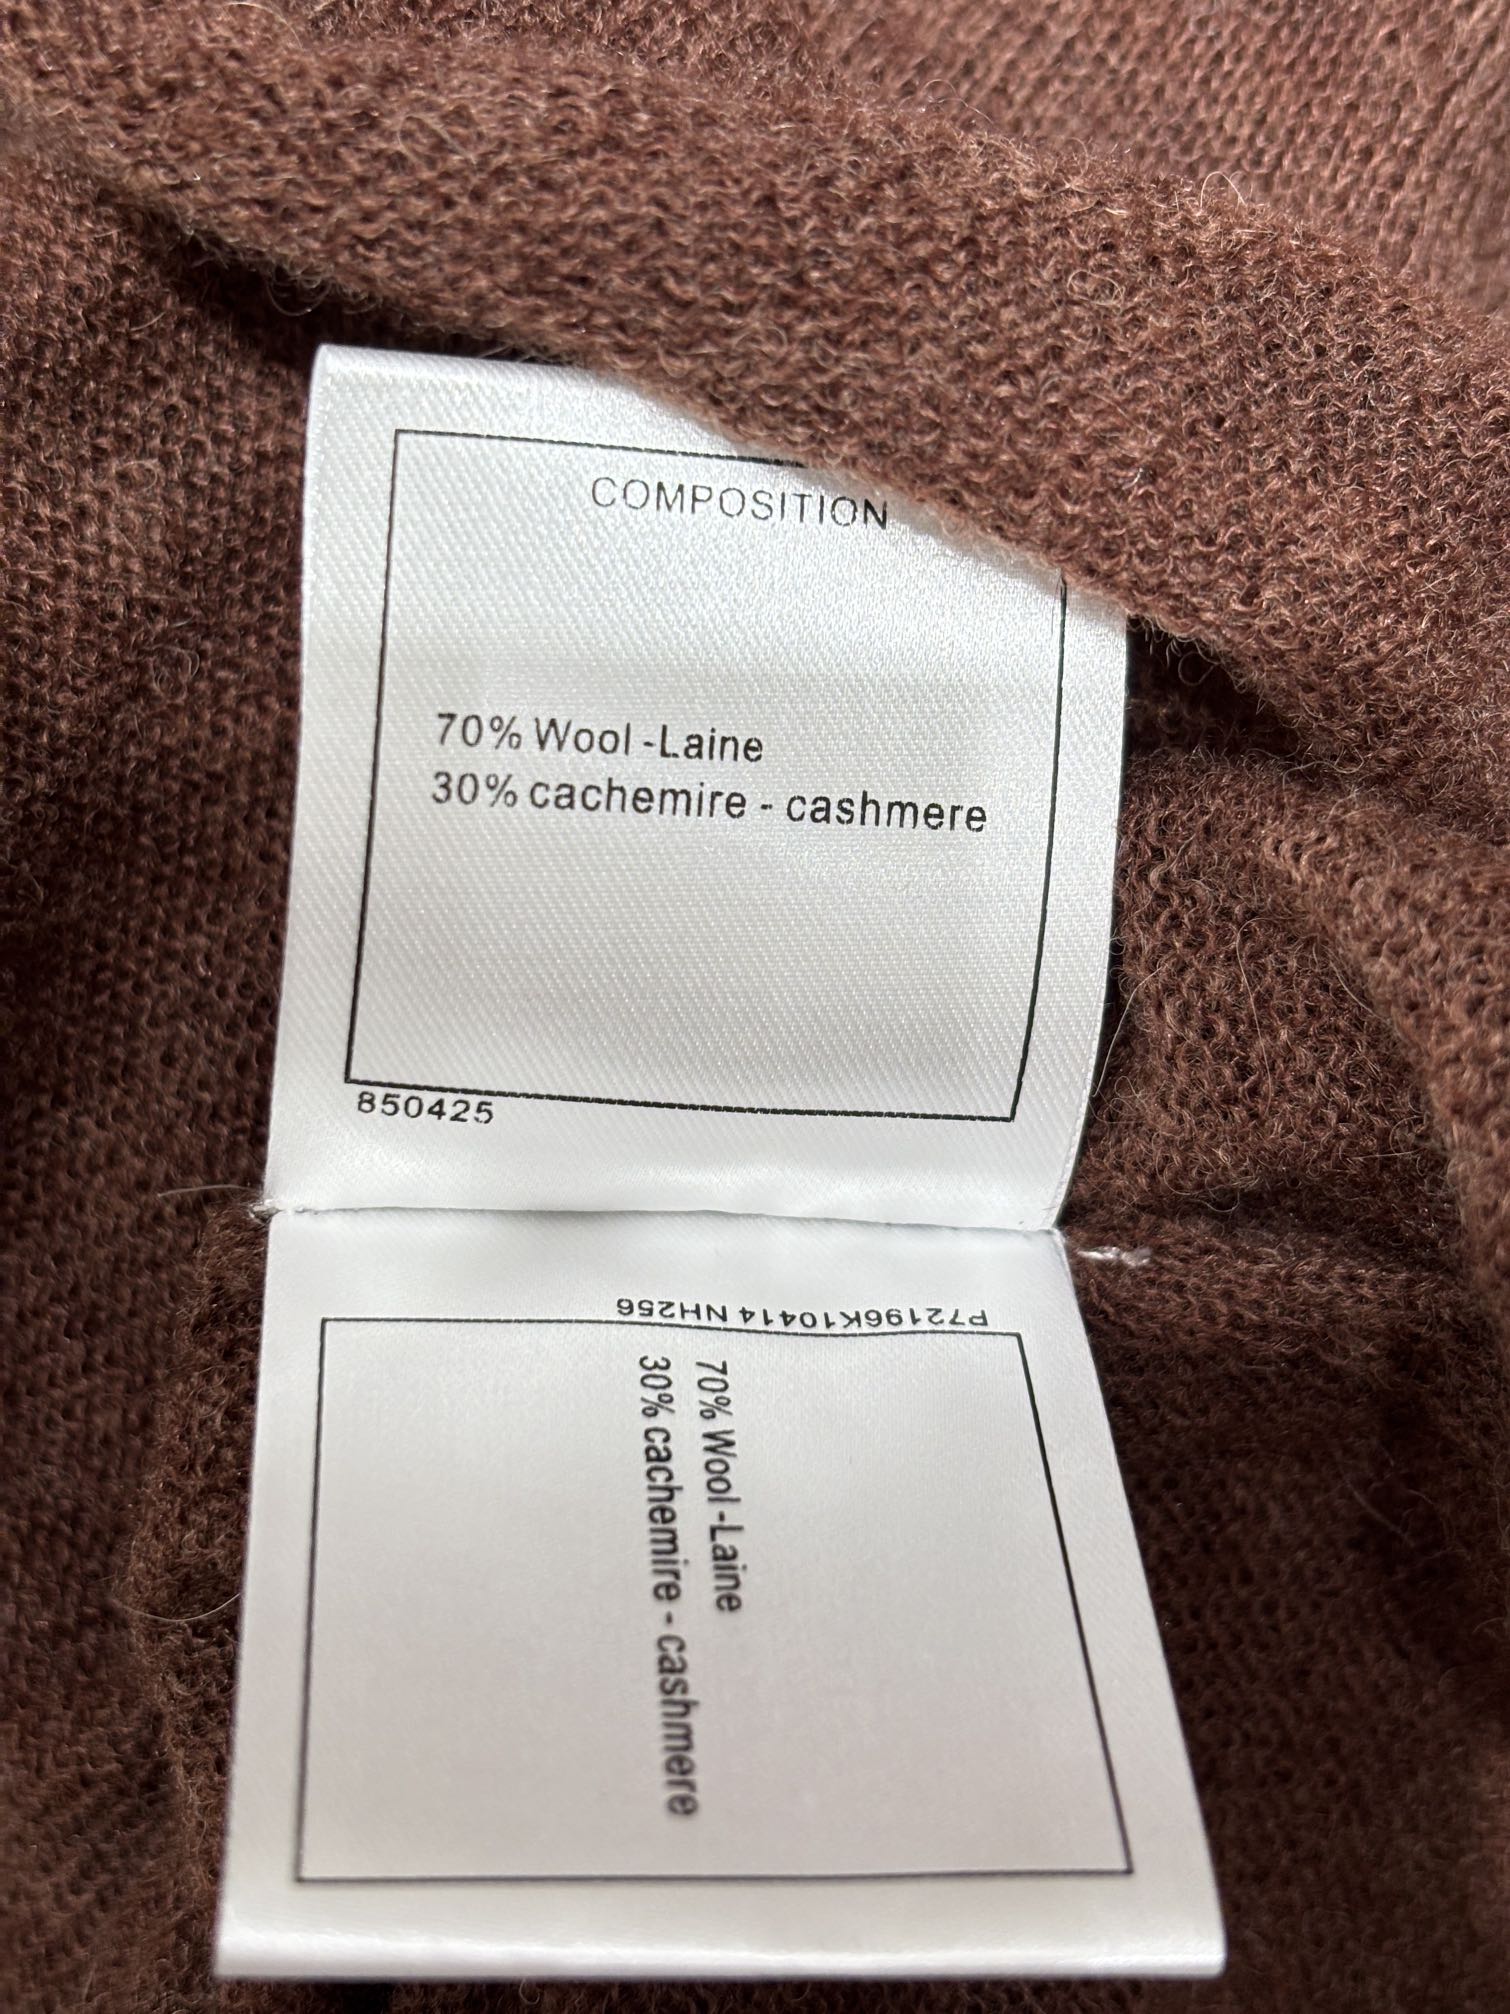 COMPOSITION
70% Wool -Laine
30% cachemire - cashmere
850425
P72196K10414 NH256
70% Wool -Laine
30% cachemire - cashmere